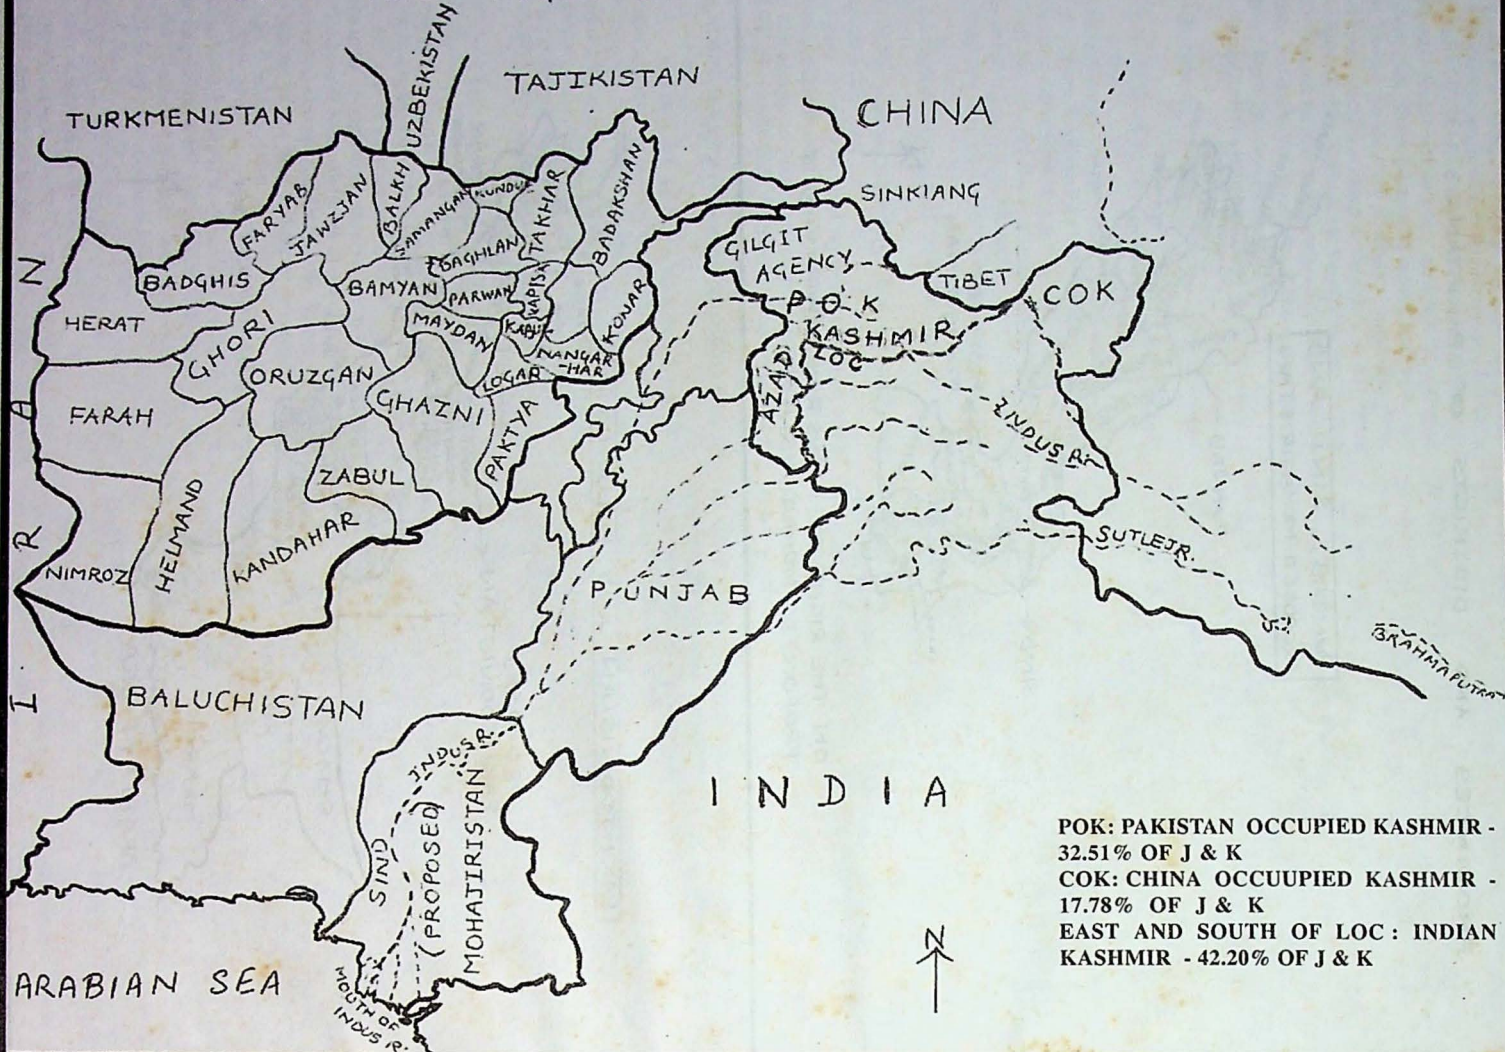 UZBEKISTAN
TAJIKISTAN
TURKMENISTAN
CHINA
SINKIANG
FARYAB
JAWZJAN
BALKH
SAMANGAN
KUNDUZ
TAKHAR
BADAKSHAN
BAGHLAN
BADGHIS
BAMYAN
PARWAN
KAPISA
KONAR
GILGIT
AGENCY
TIBET
COK
P O K
KASHMIR
LOC
AZAD
HERAT
GHORI
MAYDAN
KABUL
NANGAR
-HAR
LOGAR
ORUZGAN
GHAZNI
PAKTYA
FARAH
ZABUL
HELMAND
KANDAHAR
NIMROZ
I R A N
INDUS R.
SUTLEJ R.
BRAHMAPUTRA
PUNJAB
BALUCHISTAN
INDUS R.
SIND
(PROPOSED)
MOHAJIRISTAN
INDIA
ARABIAN SEA
MOUTH OF
INDUS R.
N
POK: PAKISTAN OCCUPIED KASHMIR -
32.51% OF J & K
COK: CHINA OCCUUPIED KASHMIR -
17.78% OF J & K
EAST AND SOUTH OF LOC : INDIAN
KASHMIR - 42.20% OF J & K